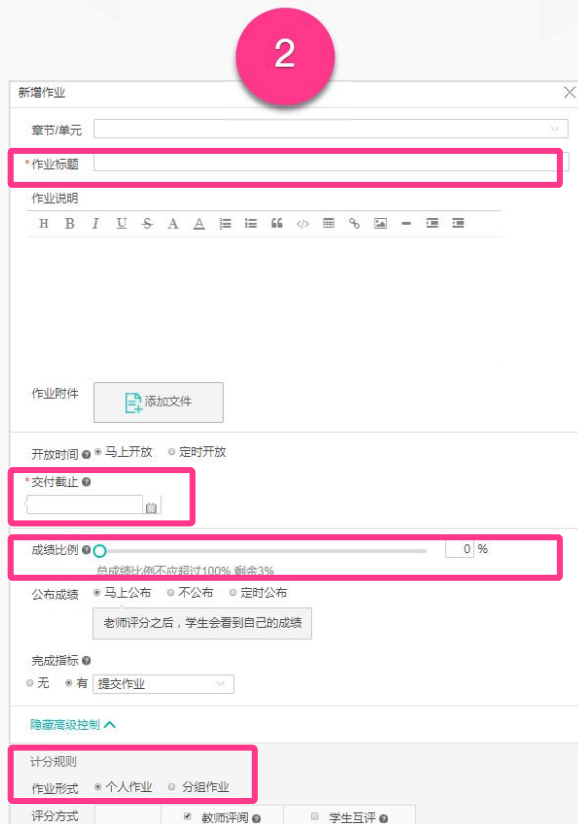 2
新增作业
章节/单元
*作业标题
作业说明
H B I U S A A
作业附件
添加文件
开放时间 马上开放 定时开放
*交付截止
成绩比例 0 %
总成绩比例不应超过100% 剩余3%
公布成绩 马上公布 不公布 定时公布
老师评分之后，学生会看到自己的成绩
完成指标
无 有 提交作业
隐藏高级控制
计分规则
作业形式 个人作业 分组作业
评分方式 教师评阅 学生互评